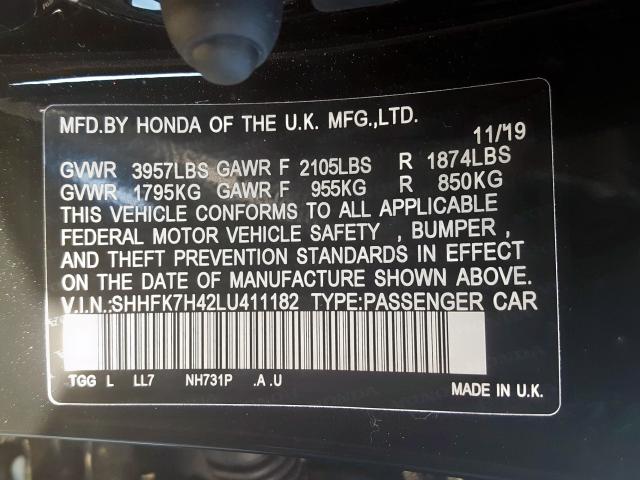 MFD.BY HONDA OF THE U.K. MFG.,LTD.
11/19
GVWR 3957LBS GAWR F 2105LBS R 1874LBS
GVWR 1795KG GAWR F 955KG R 850KG
THIS VEHICLE CONFORMS TO ALL APPLICABLE
FEDERAL MOTOR VEHICLE SAFETY , BUMPER ,
AND THEFT PREVENTION STANDARDS IN EFFECT
ON THE DATE OF MANUFACTURE SHOWN ABOVE.
V.I.N.:SHHFK7H42LU411182 TYPE:PASSENGER CAR
TGG L LL7 NH731P .A .U
MADE IN U.K.